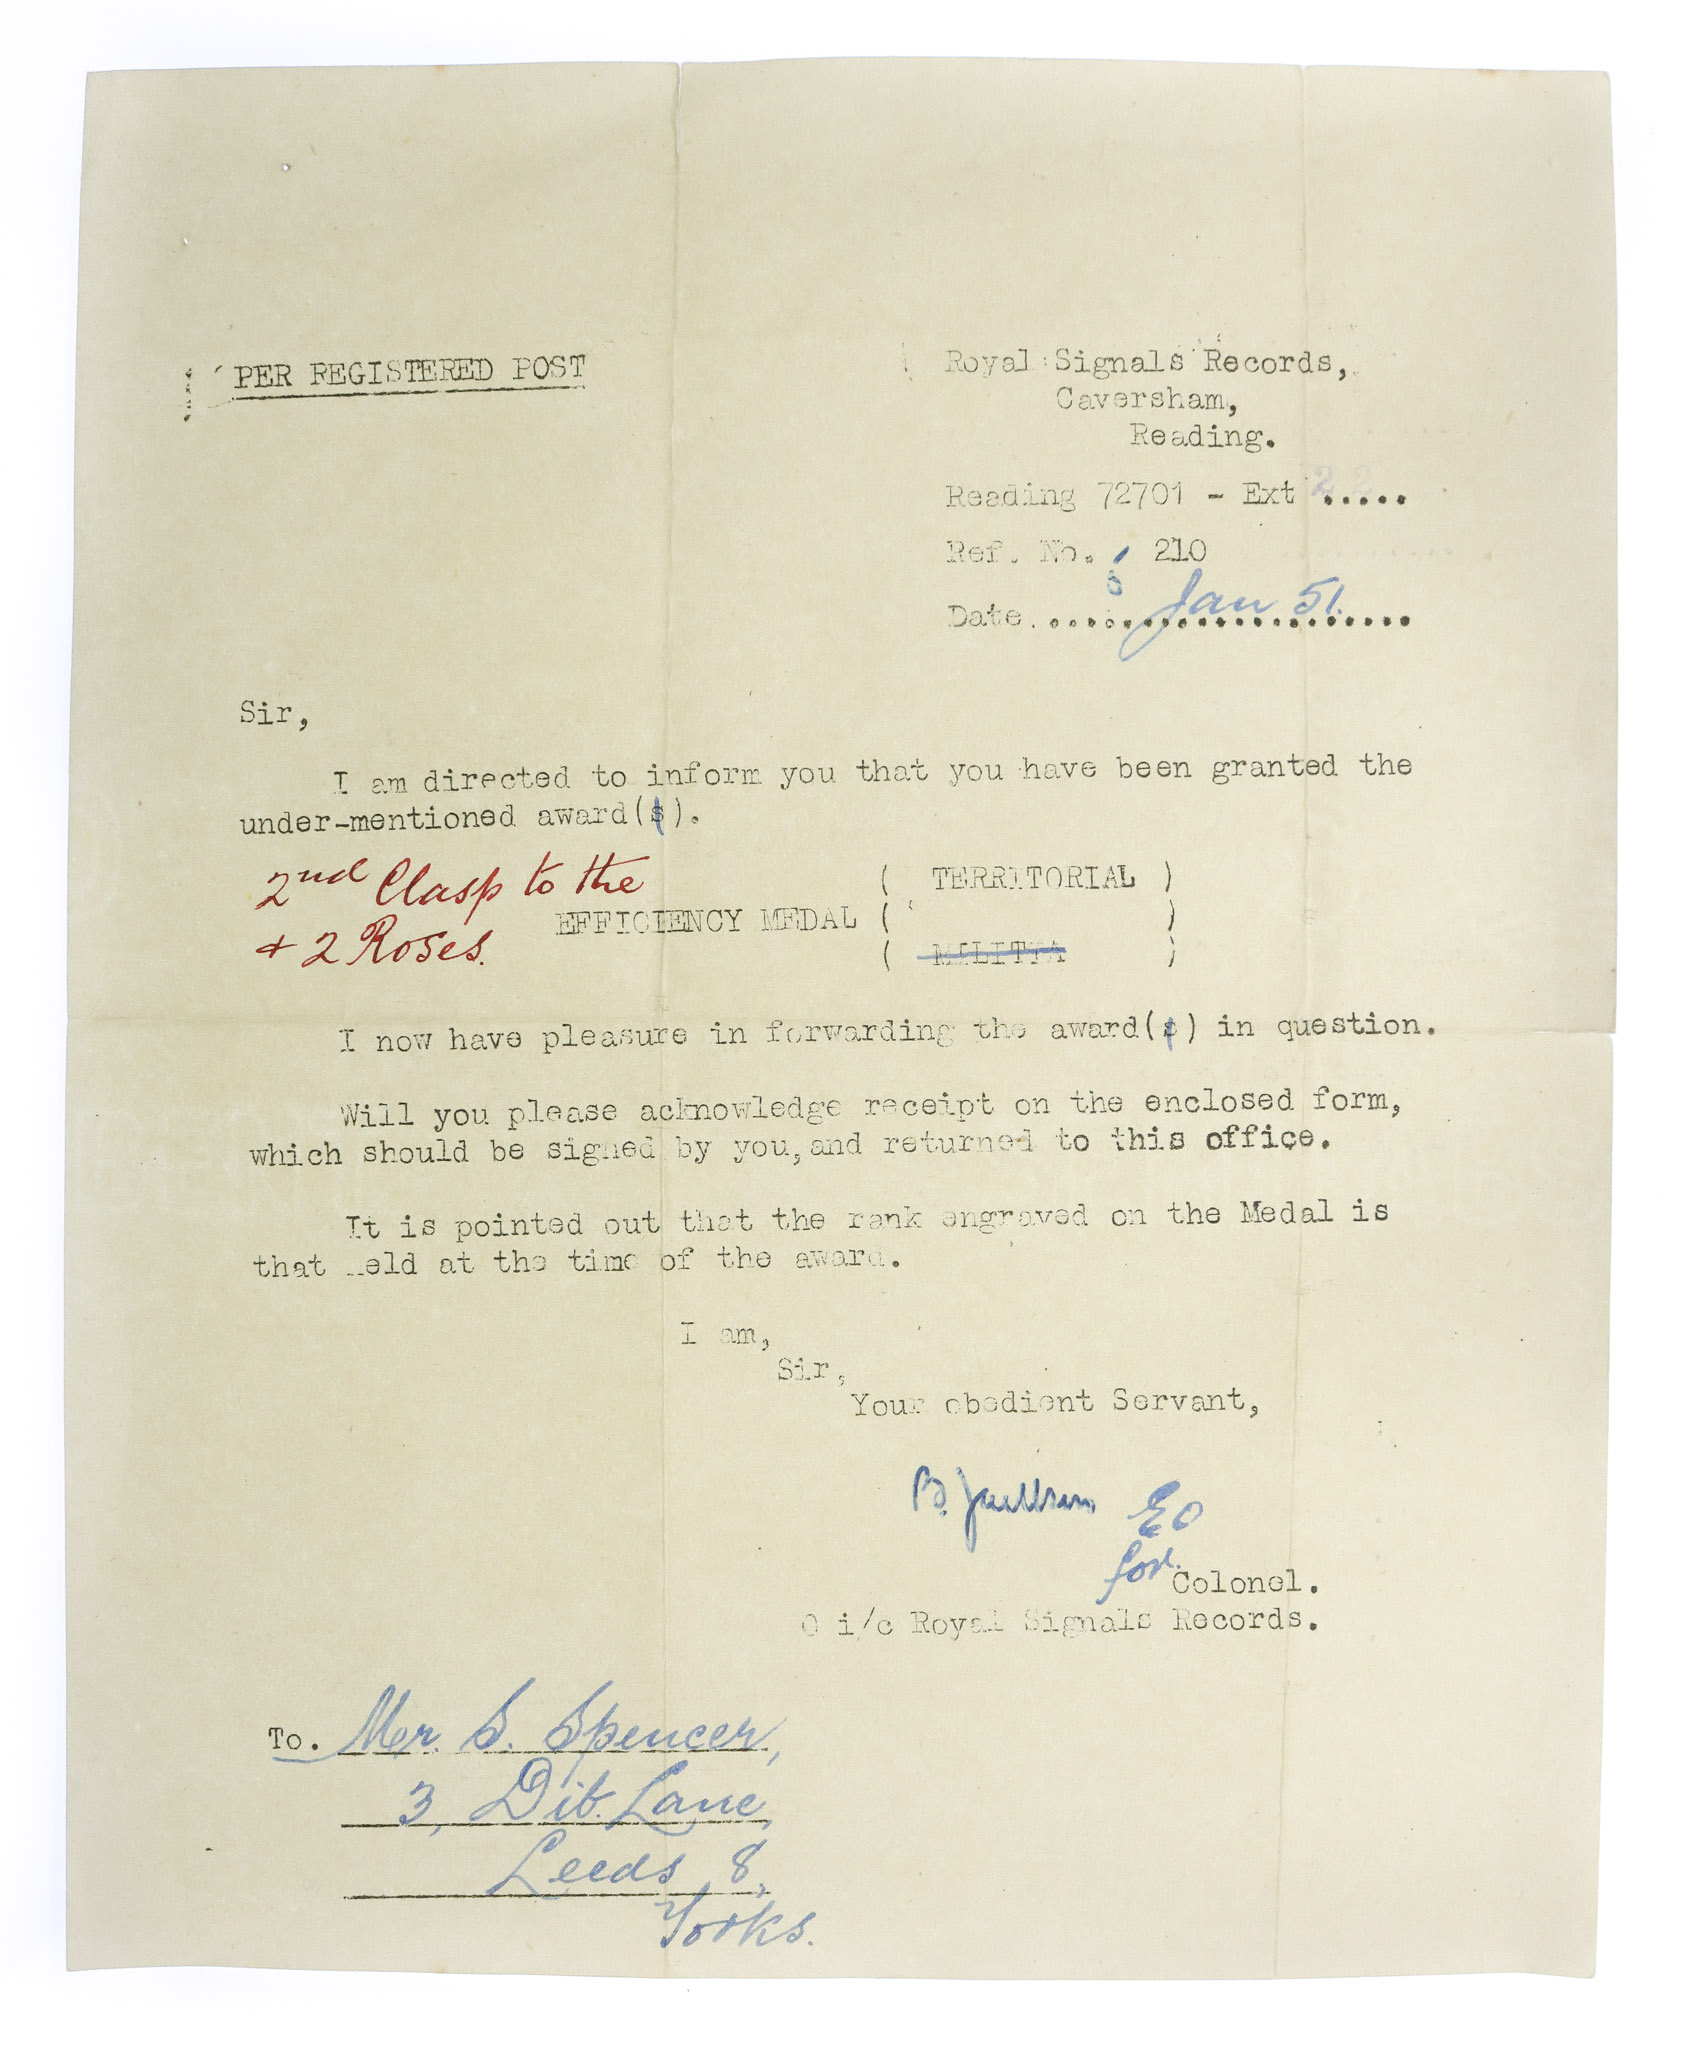 PER REGISTERED POST
Royal Signals Records,
Caversham,
Reading.
Reading 72701 - Ext .....
Ref. No. 210
Date ..... Jan 51.
Sir,
I am directed to inform you that you have been granted the
under-mentioned award(s).
2nd Clasp to the
+ 2 Roses.
EFFICIENCY MEDAL
( TERRITORIAL )
( )
( MILITIA )
I now have pleasure in forwarding the award(s) in question.
Will you please acknowledge receipt on the enclosed form,
which should be signed by you, and returned to this office.
It is pointed out that the rank engraved on the Medal is
that held at the time of the award.
I am,
Sir,
Your obedient Servant,
EO
for. Colonel.
O i/c Royal Signals Records.
To. Mr. S. Spencer,
3, Dib Lane,
Leeds 8,
Yorks.